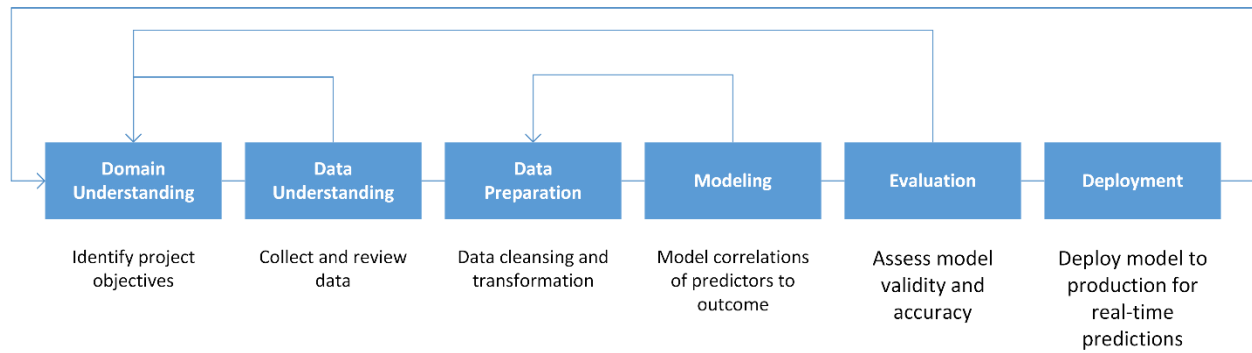 Domain
Understanding
Data
Understanding
Data
Preparation
Modeling
Evaluation
Deployment
Identify project
objectives
Collect and review
data
Data cleansing and
transformation
Model correlations
of predictors to
outcome
Assess model
validity and
accuracy
Deploy model to
production for
real-time
predictions